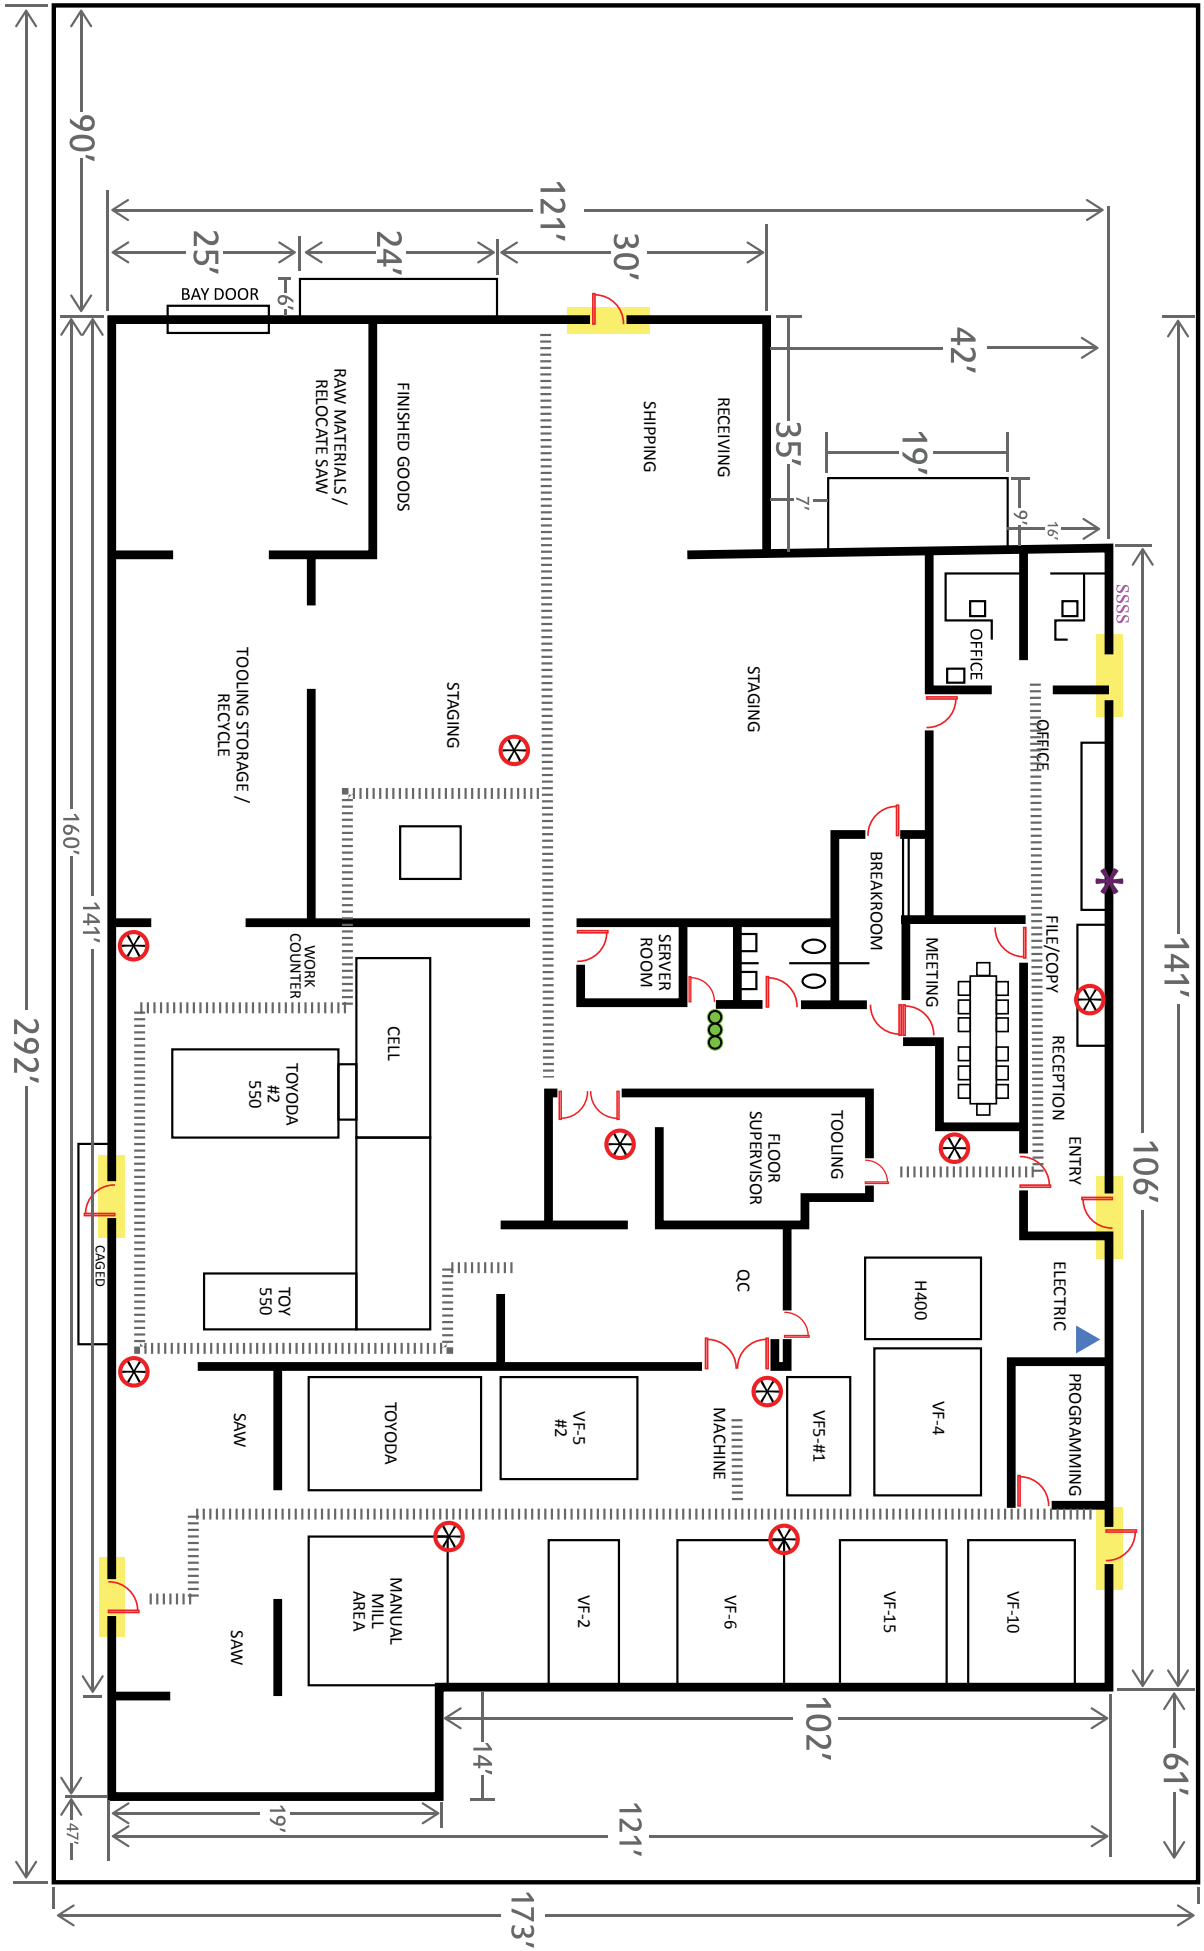 90’
121’
25’
24’
30’
6’
BAY DOOR
42’
35’
19’
7’
9’
16’
RAW MATERIALS /
RELOCATE SAW
FINISHED GOODS
SHIPPING
RECEIVING
SSSS
OFFICE
OFFICE
TOOLING STORAGE /
RECYCLE
STAGING
STAGING
BREAKROOM
160’
141’
141’
292’
WORK
COUNTER
SERVER
ROOM
MEETING
FILE/COPY
RECEPTION
CELL
TOYODA
#2
550
FLOOR
SUPERVISOR
TOOLING
ENTRY
106’
CAGED
TOY
550
QC
H400
ELECTRIC
SAW
TOYODA
VF-5
#2
MACHINE
VF5-#1
VF-4
PROGRAMMING
SAW
MANUAL
MILL
AREA
VF-2
VF-6
VF-15
VF-10
102’
14’
61’
19’
121’
47’
173’